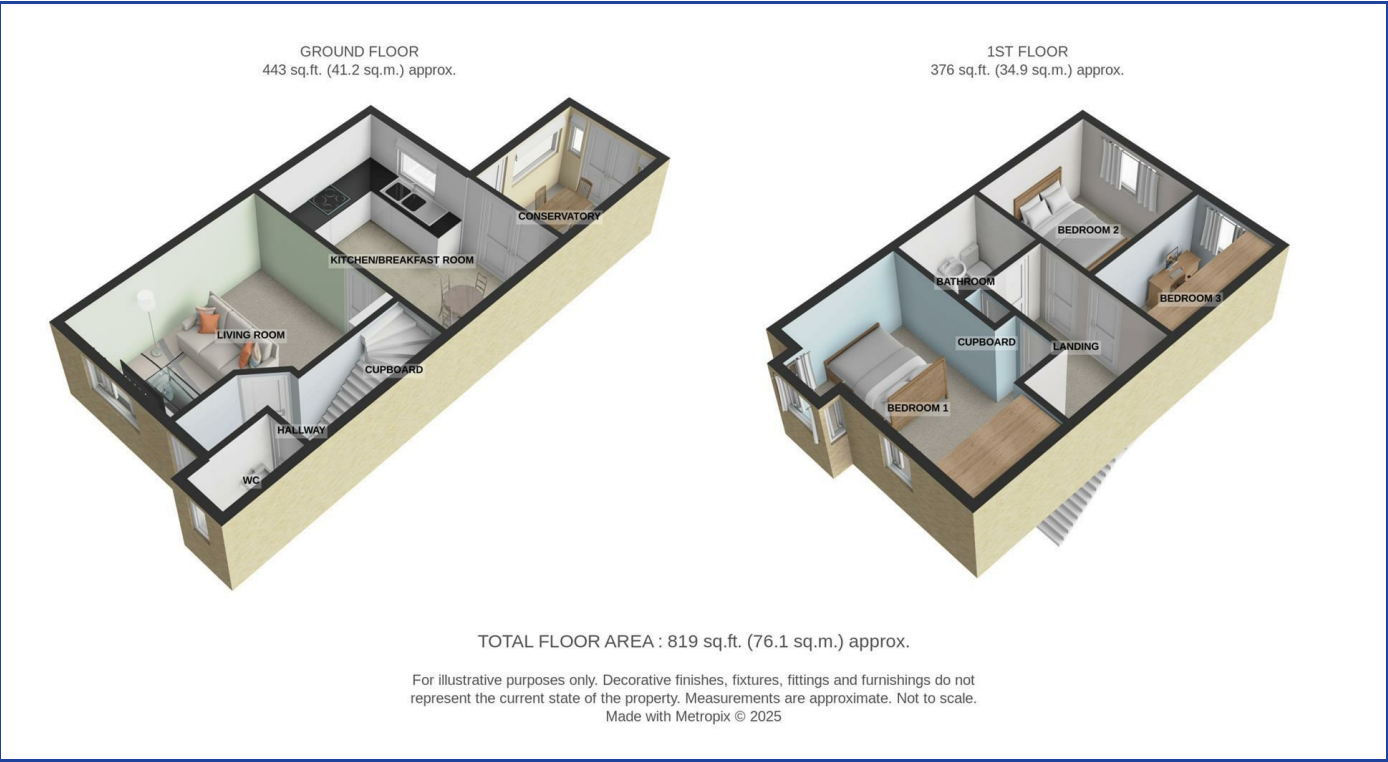 GROUND FLOOR
443 sq.ft. (41.2 sq.m.) approx.
CONSERVATORY
KITCHEN/BREAKFAST ROOM
LIVING ROOM
CUPBOARD
HALLWAY
WC
1ST FLOOR
376 sq.ft. (34.9 sq.m.) approx.
BEDROOM 2
BATHROOM
BEDROOM 3
CUPBOARD
LANDING
BEDROOM 1
TOTAL FLOOR AREA : 819 sq.ft. (76.1 sq.m.) approx.
For illustrative purposes only. Decorative finishes, fixtures, fittings and furnishings do not
represent the current state of the property. Measurements are approximate. Not to scale.
Made with Metropix © 2025